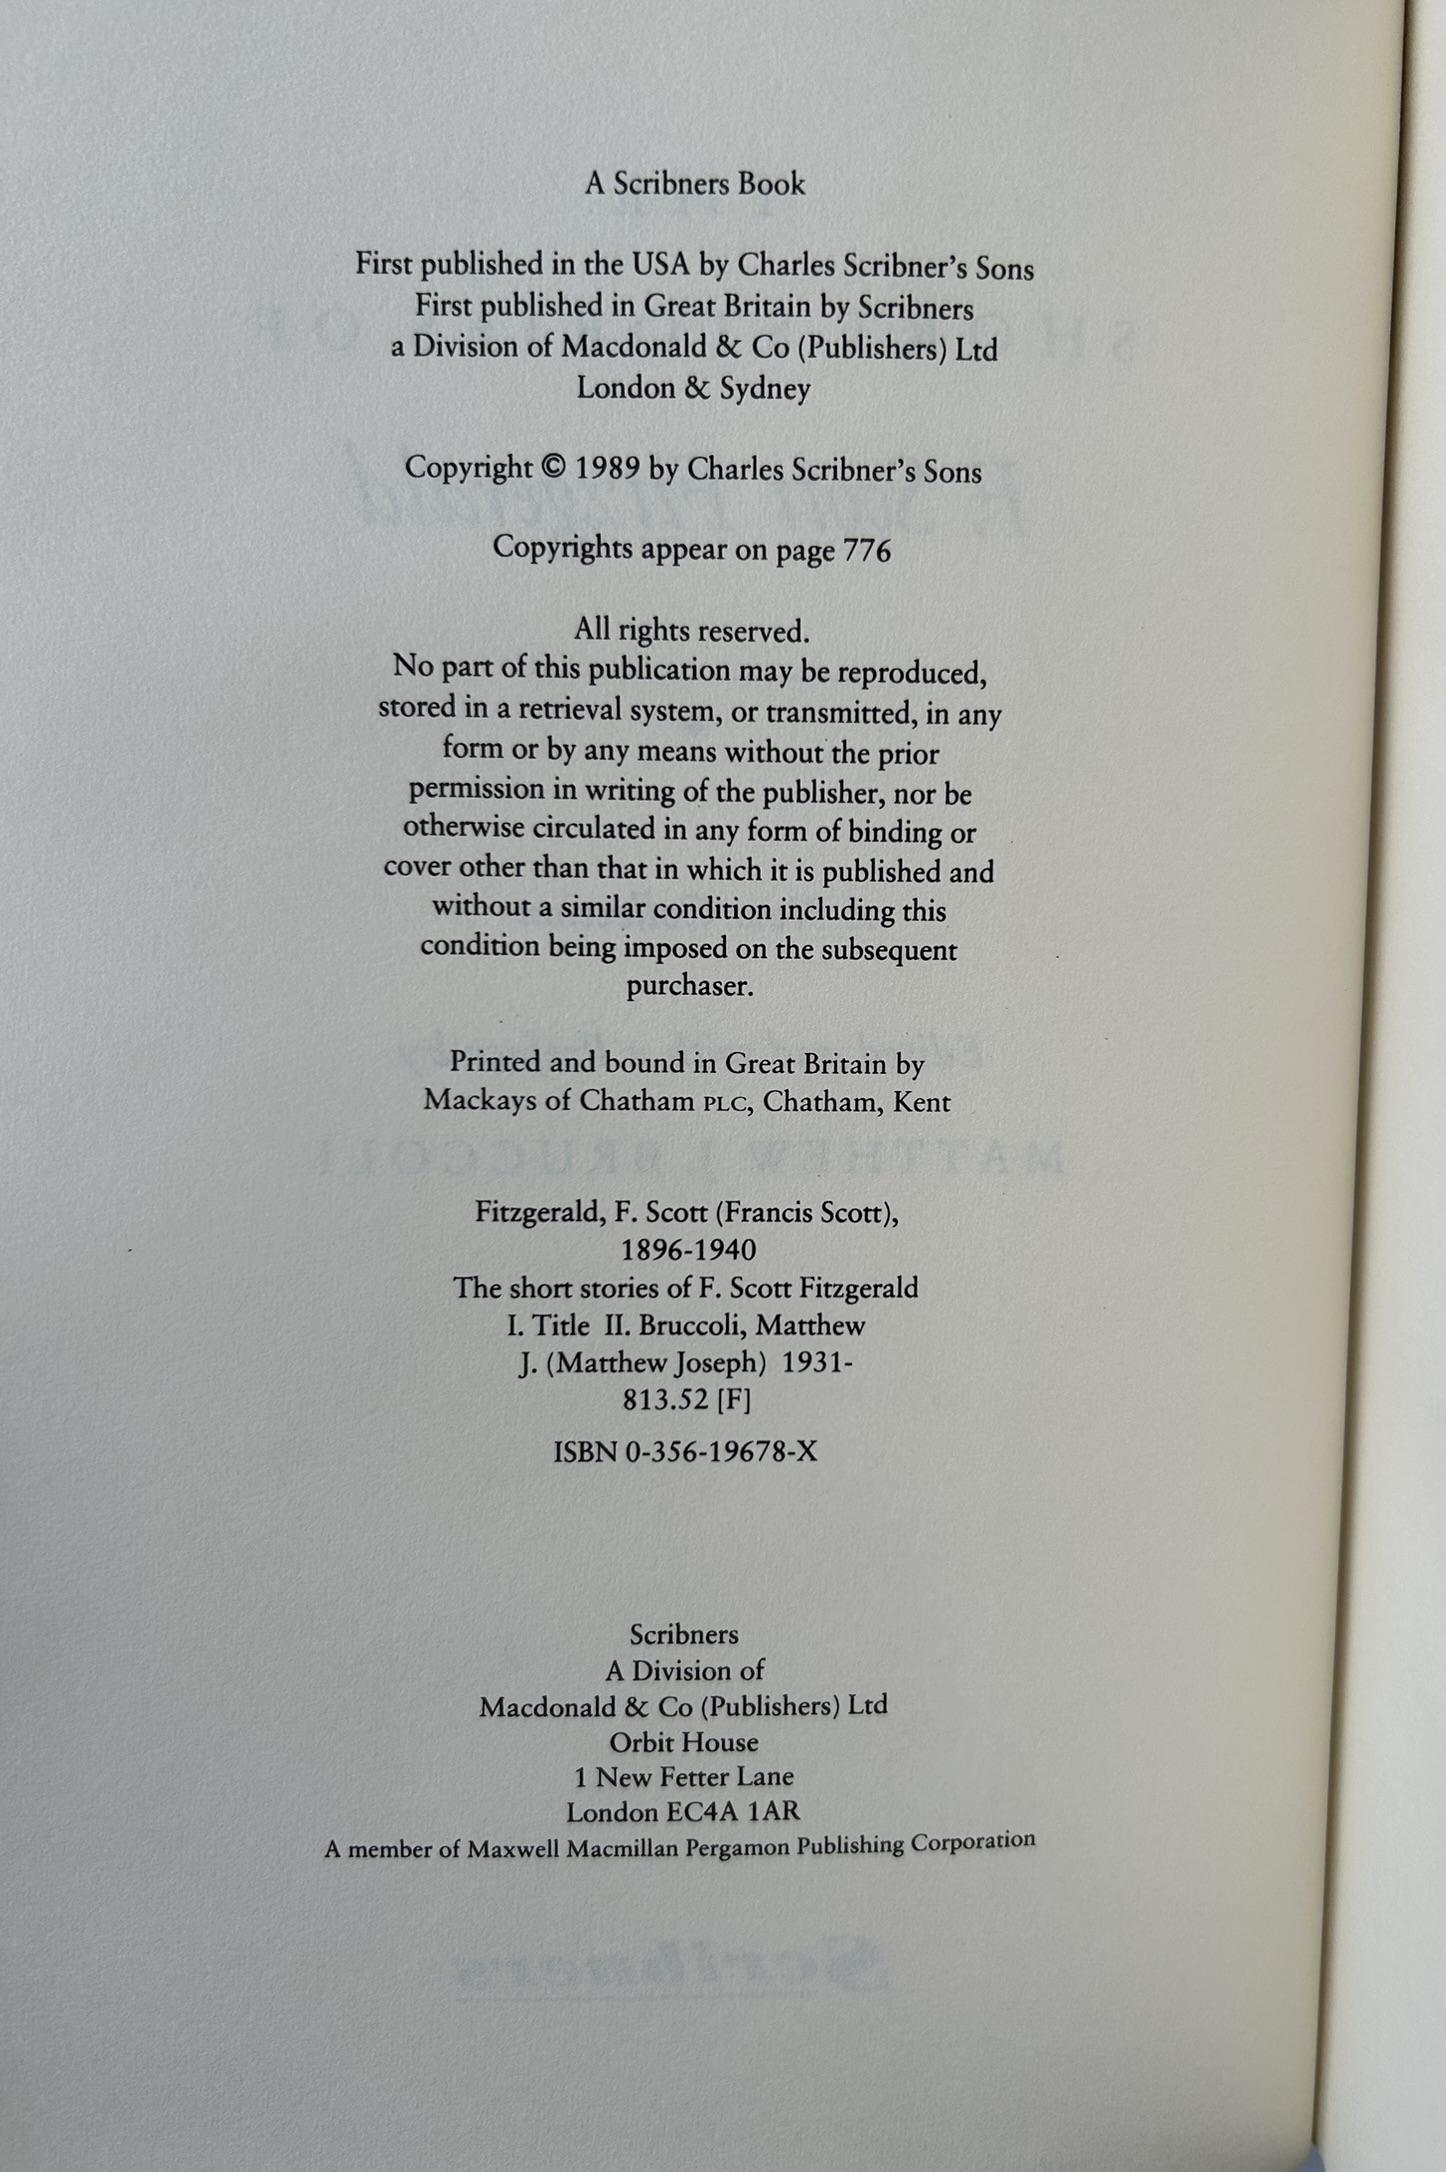 A Scribners Book
First published in the USA by Charles Scribner's Sons
First published in Great Britain by Scribners
a Division of Macdonald & Co (Publishers) Ltd
London & Sydney
Copyright © 1989 by Charles Scribner's Sons
Copyrights appear on page 776
All rights reserved.
No part of this publication may be reproduced,
stored in a retrieval system, or transmitted, in any
form or by any means without the prior
permission in writing of the publisher, nor be
otherwise circulated in any form of binding or
cover other than that in which it is published and
without a similar condition including this
condition being imposed on the subsequent
purchaser.
Printed and bound in Great Britain by
Mackays of Chatham PLC, Chatham, Kent
Fitzgerald, F. Scott (Francis Scott),
1896-1940
The short stories of F. Scott Fitzgerald
I. Title II. Bruccoli, Matthew
J. (Matthew Joseph) 1931-
813.52 [F]
ISBN 0-356-19678-X
Scribners
A Division of
Macdonald & Co (Publishers) Ltd
Orbit House
1 New Fetter Lane
London EC4A 1AR
A member of Maxwell Macmillan Pergamon Publishing Corporation